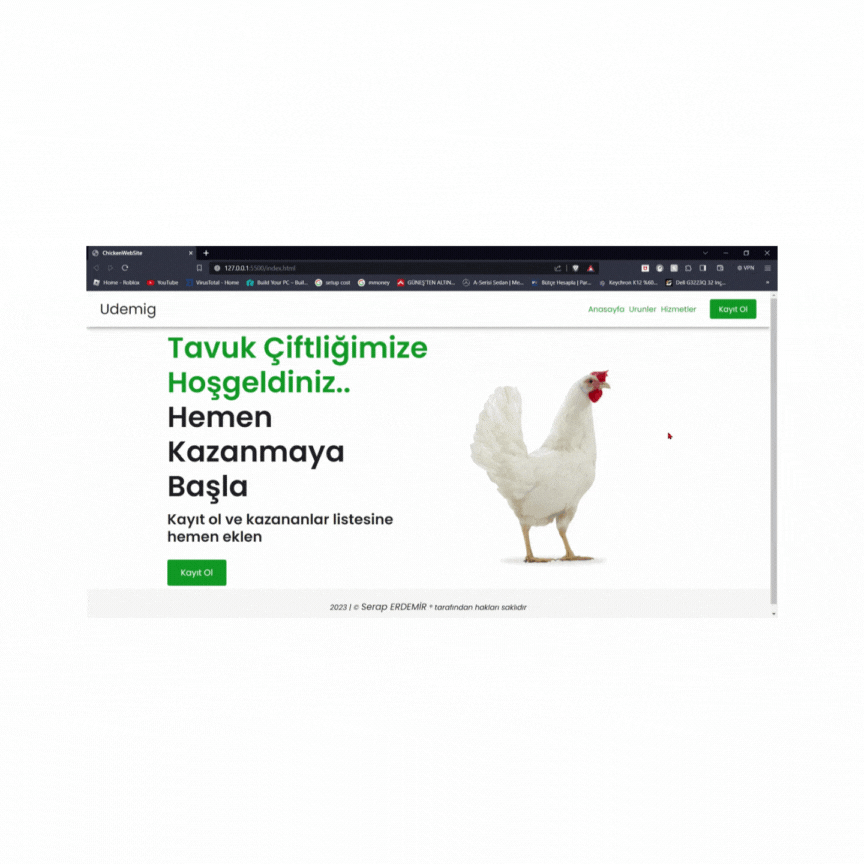 ChickenWebSite
127.0.0.1:5500/index.html
VPN
Home - Roblox YouTube VirusTotal - Home Build Your PC – Buil... setup cost mmoney GÜNEŞ'TEN ALTIN... A-Serisi Sedan | Me... Bütçe Hesapla | Par... Keychron K12 %60... Dell G3223Q 32 inç...
Udemig
Anasayfa Urunler Hizmetler Kayıt Ol
Tavuk Çiftliğimize
Hoşgeldiniz..
Hemen
Kazanmaya
Başla
Kayıt ol ve kazananlar listesine
hemen eklen
Kayıt Ol
2023 | © Serap ERDEMİR ® tarafından hakları saklıdır